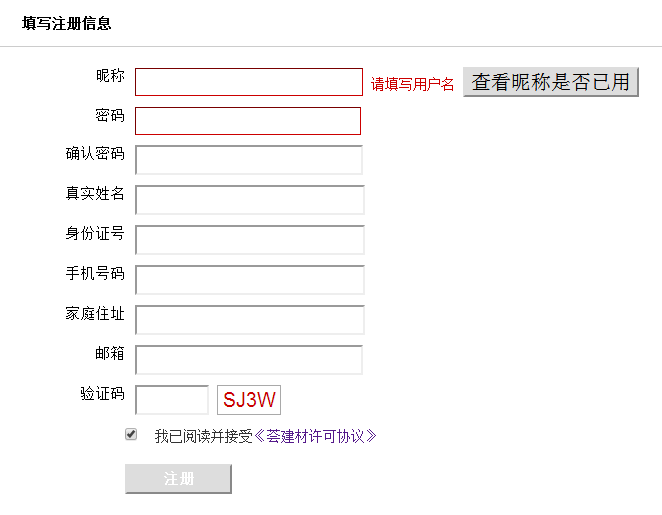 填写注册信息
昵称 请填写用户名 查看昵称是否已用
密码
确认密码
真实姓名
身份证号
手机号码
家庭住址
邮箱
验证码 SJ3W
我已阅读并接受《荟建材许可协议》
注册